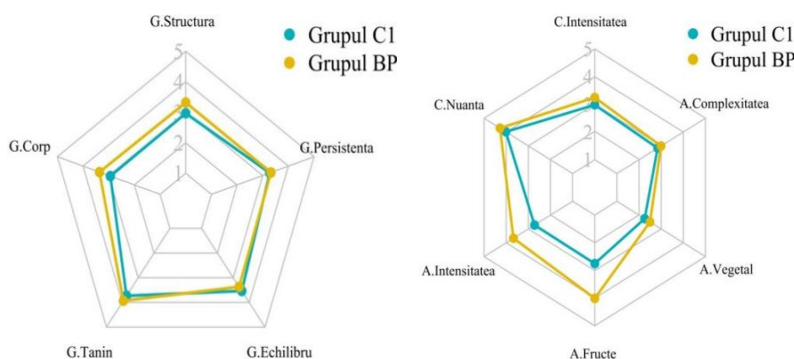 G.Structura
Grupul C1
Grupul BP
5
4
3
2
1
G.Corp
G.Persistenta
G.Tanin
G.Echilibru
C.Intensitatea
Grupul C1
Grupul BP
5
4
3
2
1
C.Nuanta
A.Complexitatea
A.Intensitatea
A.Vegetal
A.Fructe